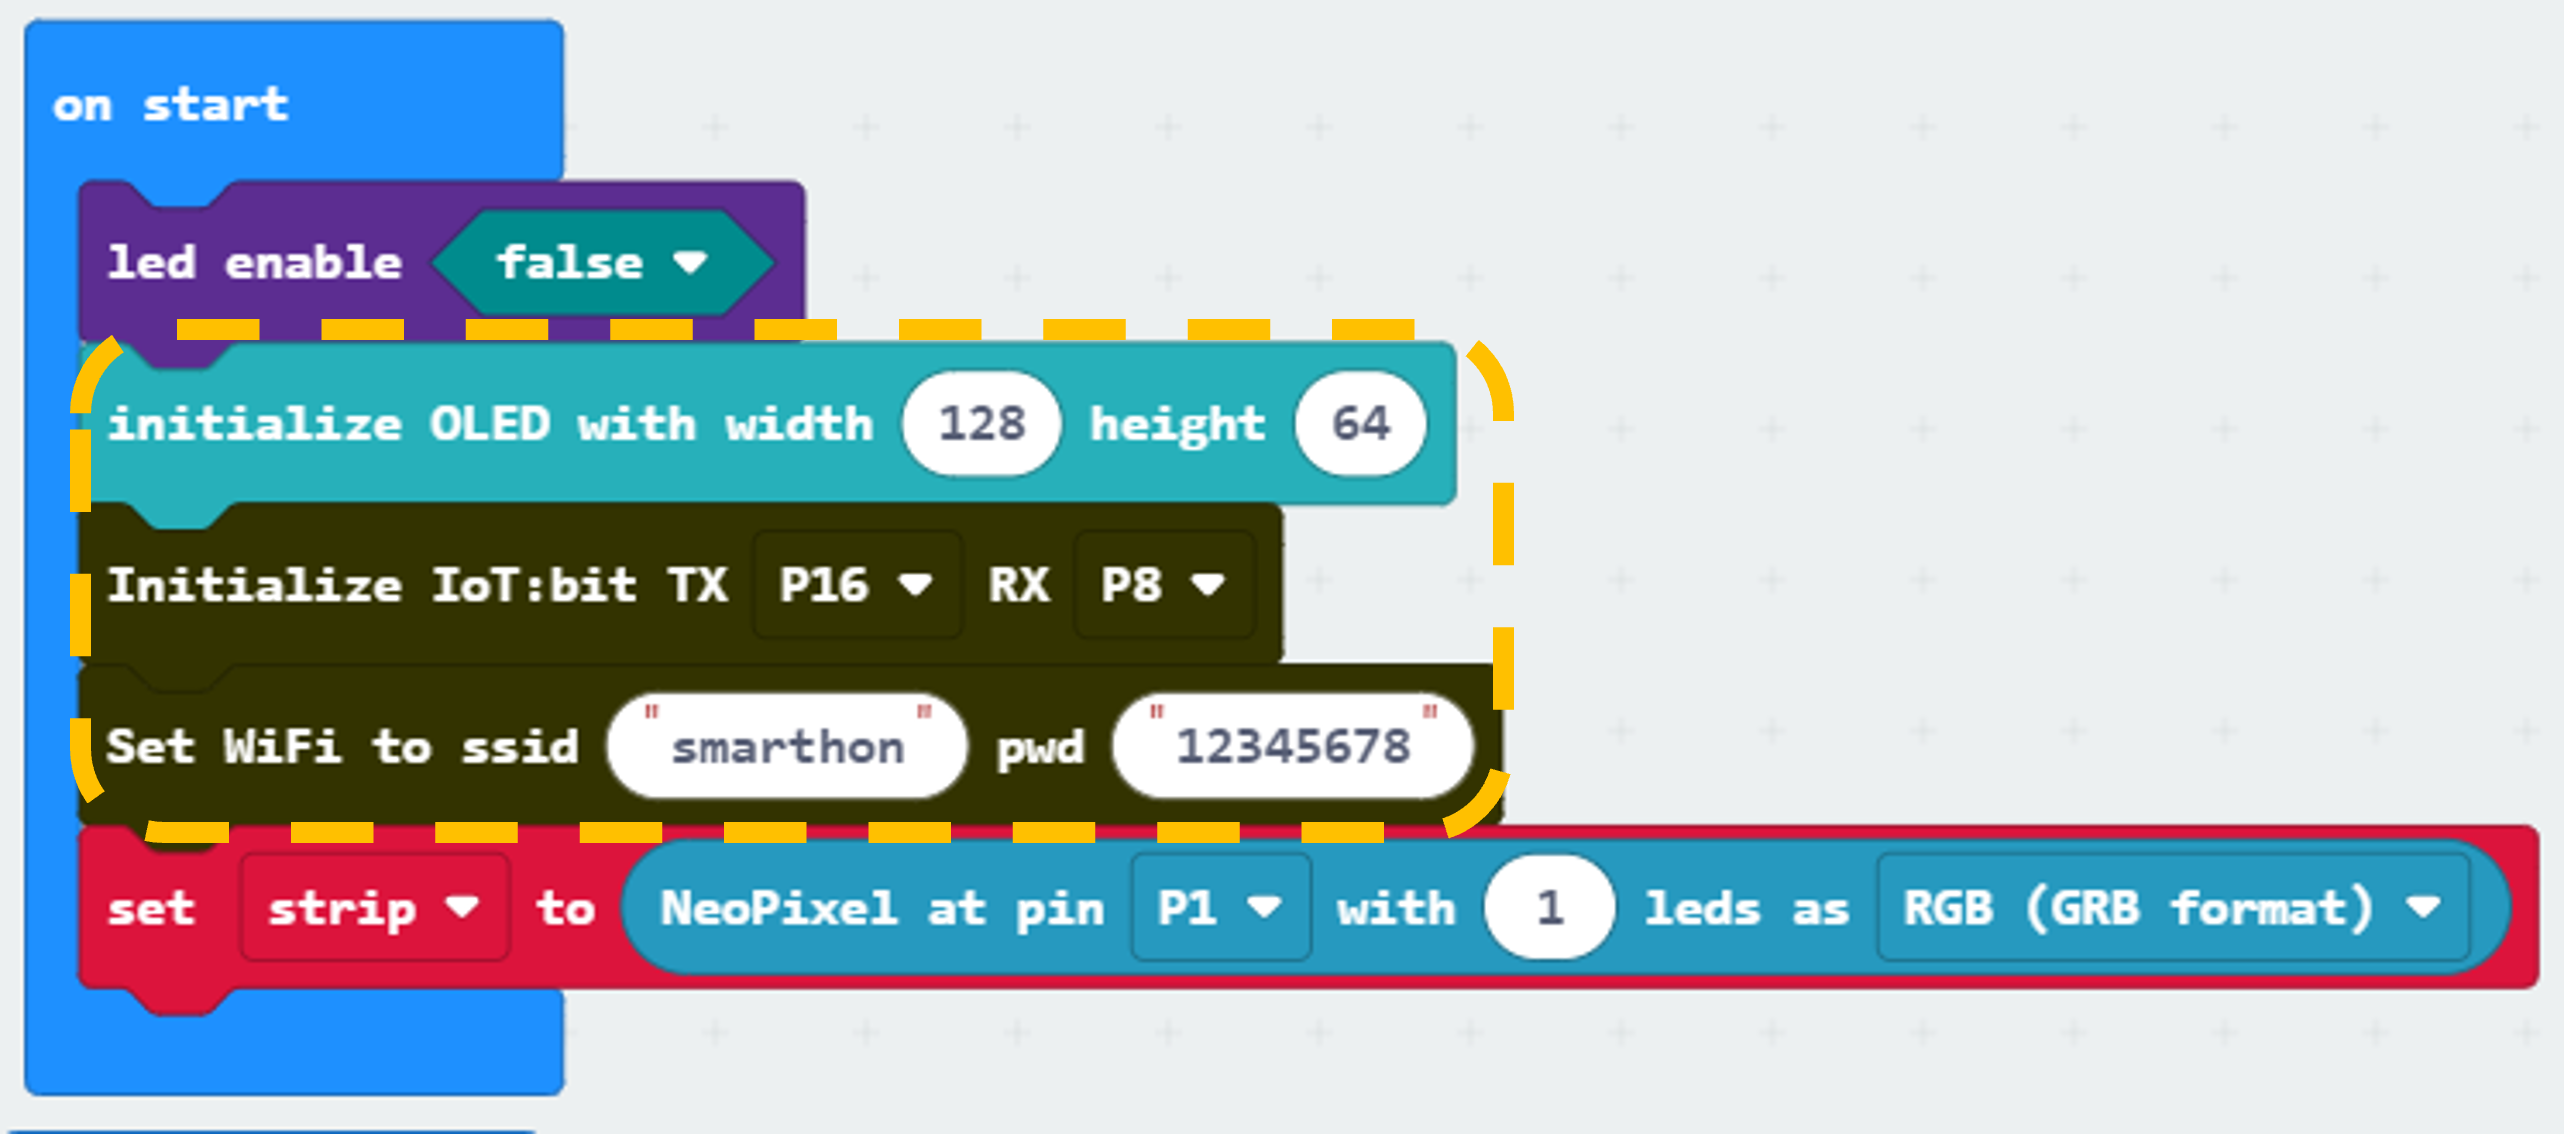 on start
led enable false
initialize OLED with width 128 height 64
Initialize IoT:bit TX P16 RX P8
Set WiFi to ssid "smarthon" pwd "12345678"
set strip to NeoPixel at pin P1 with 1 leds as RGB (GRB format)